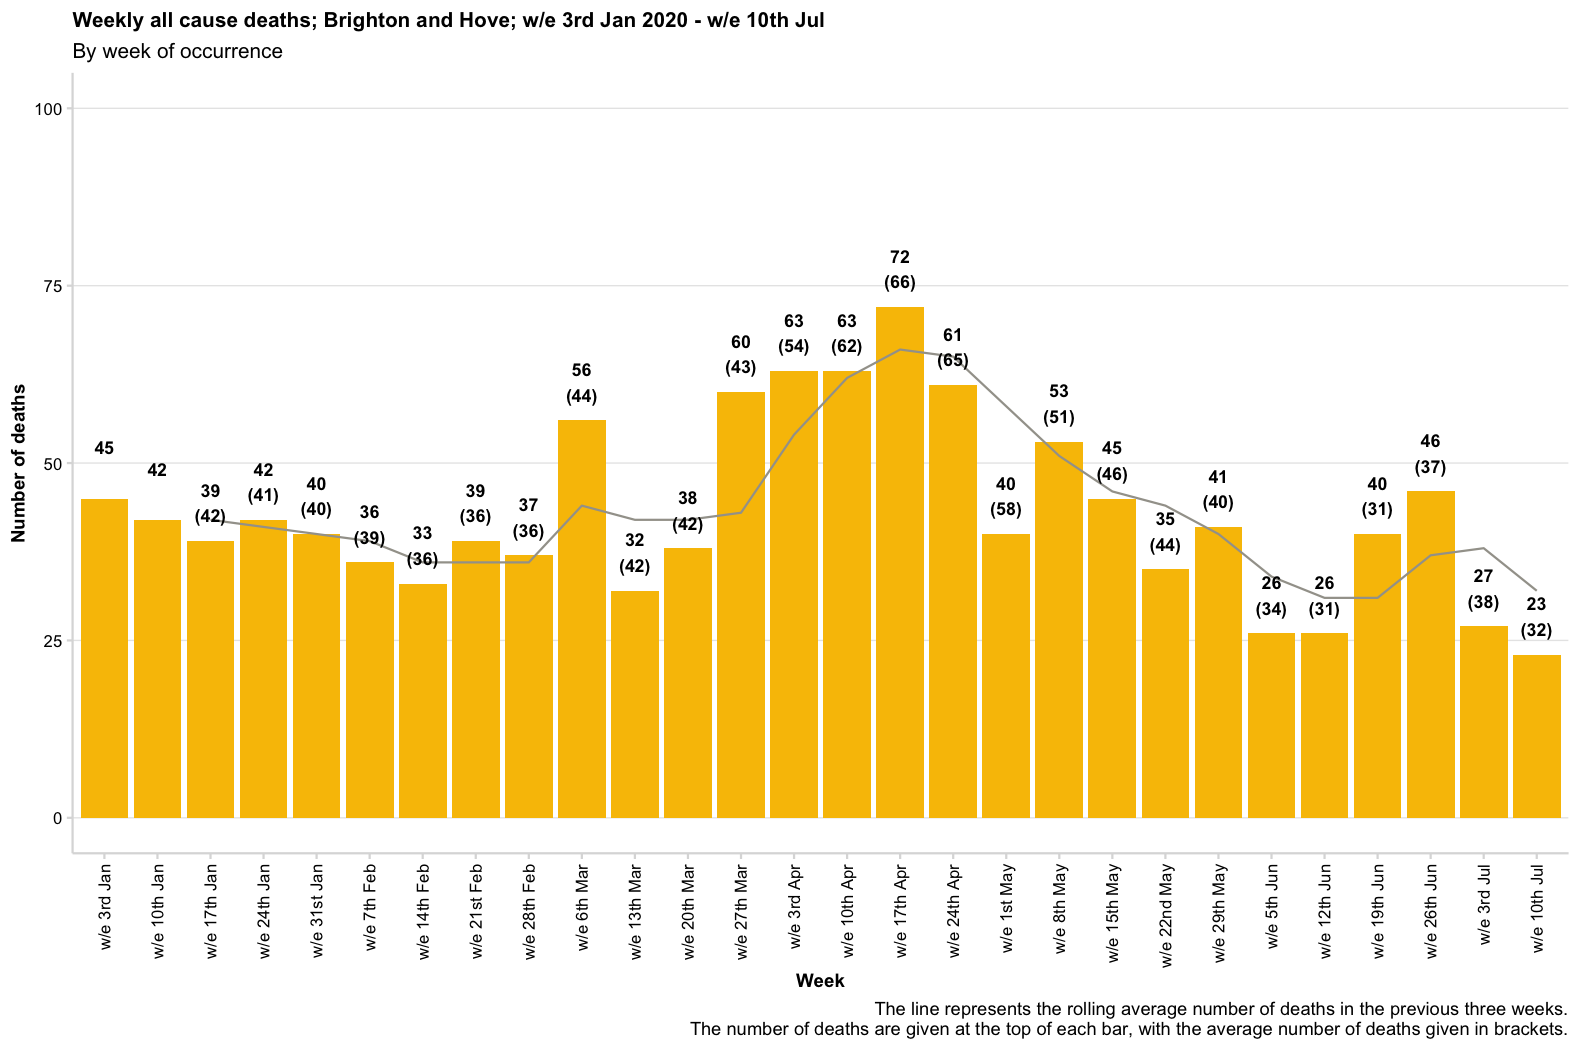 Weekly all cause deaths; Brighton and Hove; w/e 3rd Jan 2020 - w/e 10th Jul
By week of occurrence
Number of deaths
100
75
50
25
0
45
42
39
(42)
42
(41)
40
(40)
36
(39)
33
(36)
39
(36)
37
(36)
56
(44)
32
(42)
38
(42)
60
(43)
63
(54)
63
(62)
72
(66)
61
(65)
40
(58)
53
(51)
45
(46)
35
(44)
41
(40)
26
(34)
26
(31)
40
(31)
46
(37)
27
(38)
23
(32)
w/e 3rd Jan
w/e 10th Jan
w/e 17th Jan
w/e 24th Jan
w/e 31st Jan
w/e 7th Feb
w/e 14th Feb
w/e 21st Feb
w/e 28th Feb
w/e 6th Mar
w/e 13th Mar
w/e 20th Mar
w/e 27th Mar
w/e 3rd Apr
w/e 10th Apr
w/e 17th Apr
w/e 24th Apr
w/e 1st May
w/e 8th May
w/e 15th May
w/e 22nd May
w/e 29th May
w/e 5th Jun
w/e 12th Jun
w/e 19th Jun
w/e 26th Jun
w/e 3rd Jul
w/e 10th Jul
Week
The line represents the rolling average number of deaths in the previous three weeks.
The number of deaths are given at the top of each bar, with the average number of deaths given in brackets.